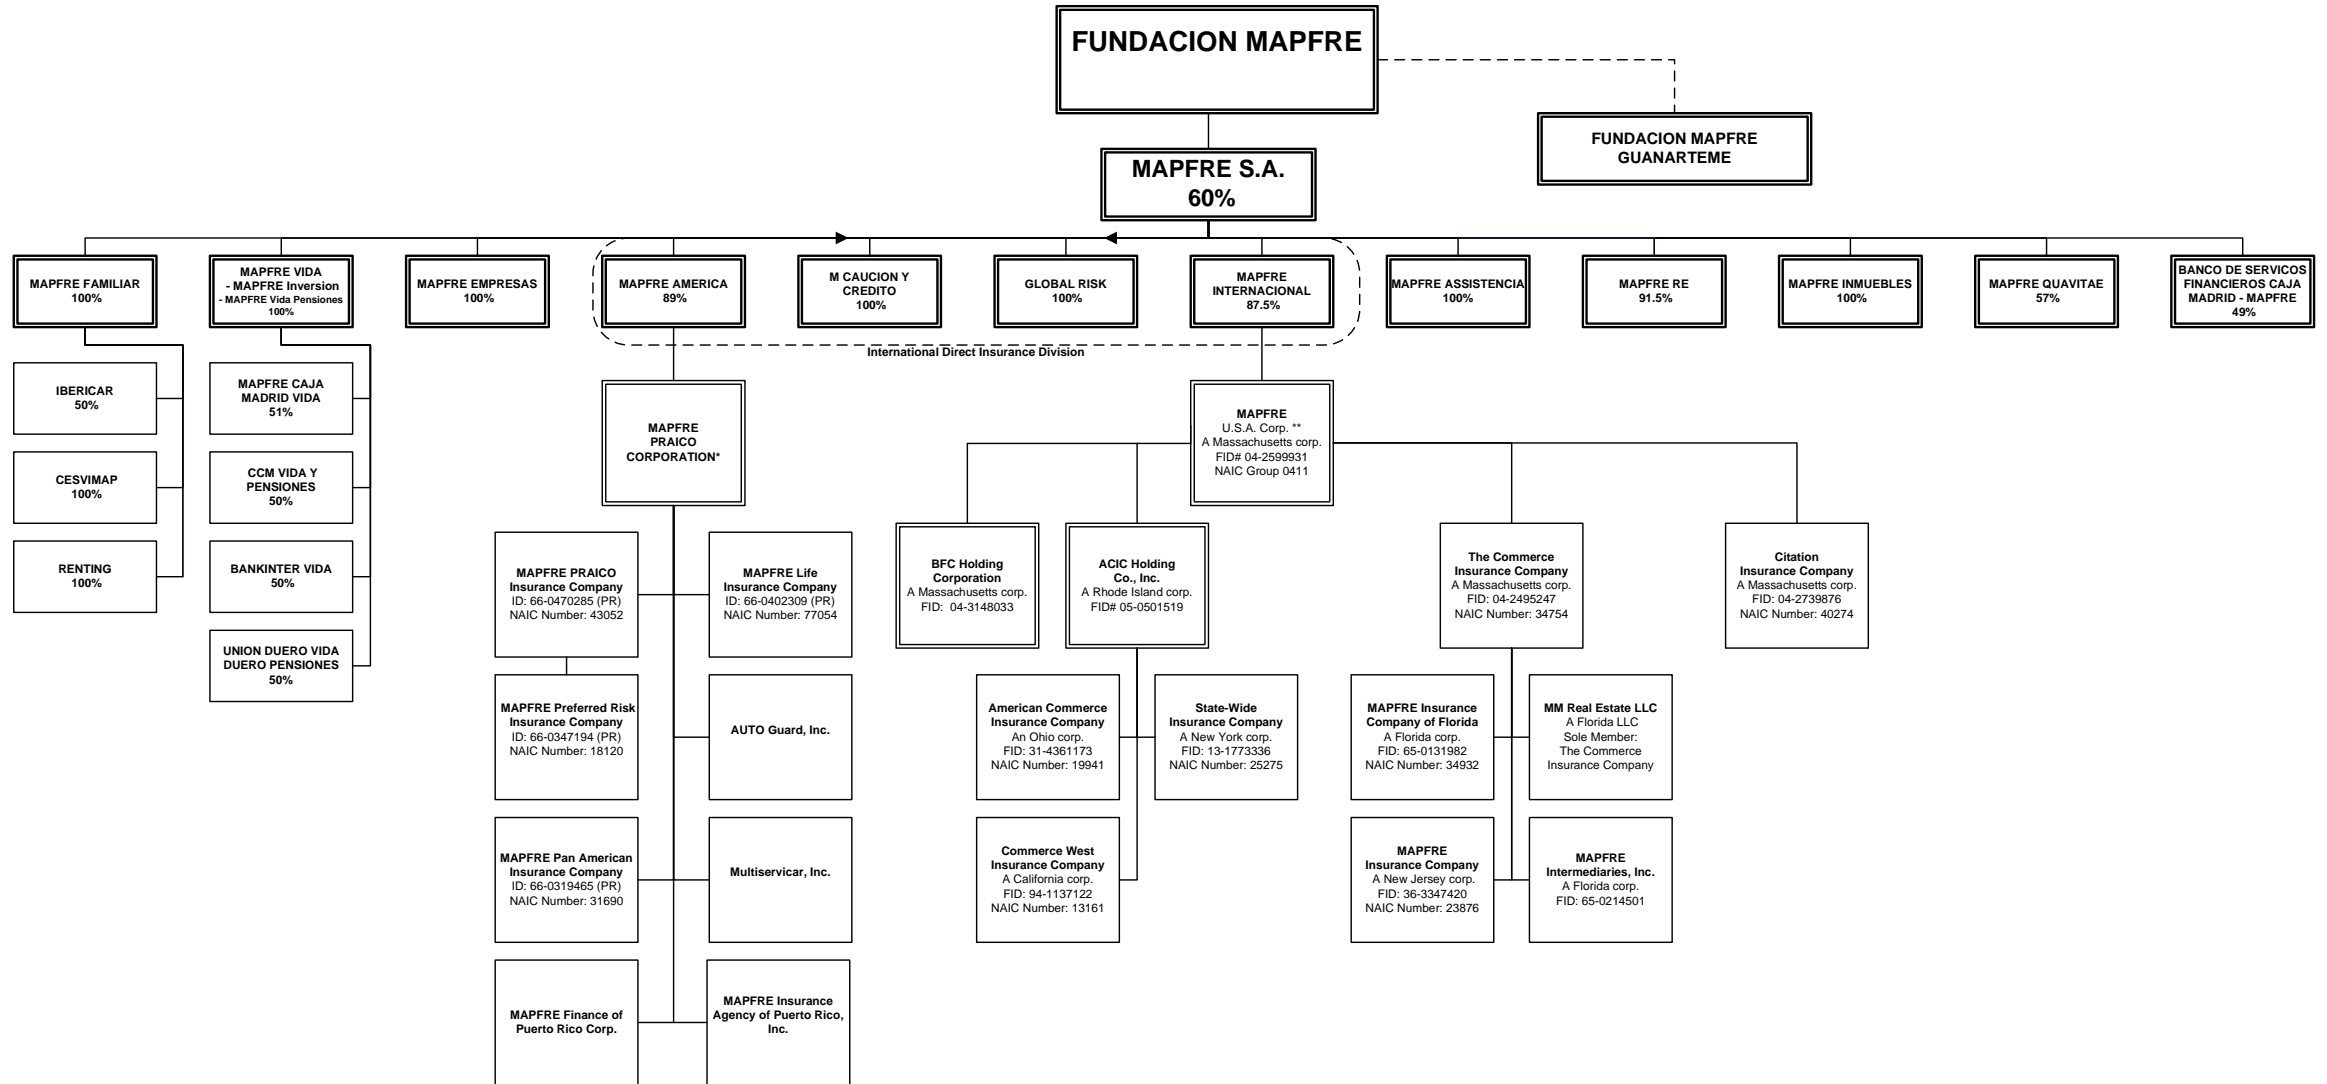 FUNDACION MAPFRE
FUNDACION MAPFRE
GUANARTEME
MAPFRE S.A.
60%
MAPFRE FAMILIAR
100%
MAPFRE VIDA
- MAPFRE Inversion
- MAPFRE Vida Pensiones
100%
MAPFRE EMPRESAS
100%
MAPFRE AMERICA
89%
M CAUCION Y
CREDITO
100%
GLOBAL RISK
100%
MAPFRE
INTERNACIONAL
87.5%
MAPFRE ASSISTENCIA
100%
MAPFRE RE
91.5%
MAPFRE INMUEBLES
100%
MAPFRE QUAVITAE
57%
BANCO DE SERVICOS
FINANCIEROS CAJA
MADRID - MAPFRE
49%
International Direct Insurance Division
IBERICAR
50%
CESVIMAP
100%
RENTING
100%
MAPFRE CAJA
MADRID VIDA
51%
CCM VIDA Y
PENSIONES
50%
BANKINTER VIDA
50%
UNION DUERO VIDA
DUERO PENSIONES
50%
MAPFRE
PRAICO
CORPORATION*
MAPFRE
U.S.A. Corp. **
A Massachusetts corp.
FID# 04-2599931
NAIC Group 0411
MAPFRE PRAICO
Insurance Company
ID: 66-0470285 (PR)
NAIC Number: 43052
MAPFRE Life
Insurance Company
ID: 66-0402309 (PR)
NAIC Number: 77054
MAPFRE Preferred Risk
Insurance Company
ID: 66-0347194 (PR)
NAIC Number: 18120
AUTO Guard, Inc.
MAPFRE Pan American
Insurance Company
ID: 66-0319465 (PR)
NAIC Number: 31690
Multiservicar, Inc.
MAPFRE Finance of
Puerto Rico Corp.
MAPFRE Insurance
Agency of Puerto Rico,
Inc.
BFC Holding
Corporation
A Massachusetts corp.
FID: 04-3148033
ACIC Holding
Co., Inc.
A Rhode Island corp.
FID# 05-0501519
The Commerce
Insurance Company
A Massachusetts corp.
FID: 04-2495247
NAIC Number: 34754
Citation
Insurance Company
A Massachusetts corp.
FID: 04-2739876
NAIC Number: 40274
American Commerce
Insurance Company
An Ohio corp.
FID: 31-4361173
NAIC Number: 19941
State-Wide
Insurance Company
A New York corp.
FID: 13-1773336
NAIC Number: 25275
Commerce West
Insurance Company
A California corp.
FID: 94-1137122
NAIC Number: 13161
MAPFRE Insurance
Company of Florida
A Florida corp.
FID: 65-0131982
NAIC Number: 34932
MM Real Estate LLC
A Florida LLC
Sole Member:
The Commerce
Insurance Company
MAPFRE
Insurance Company
A New Jersey corp.
FID: 36-3347420
NAIC Number: 23876
MAPFRE
Intermediaries, Inc.
A Florida corp.
FID: 65-0214501